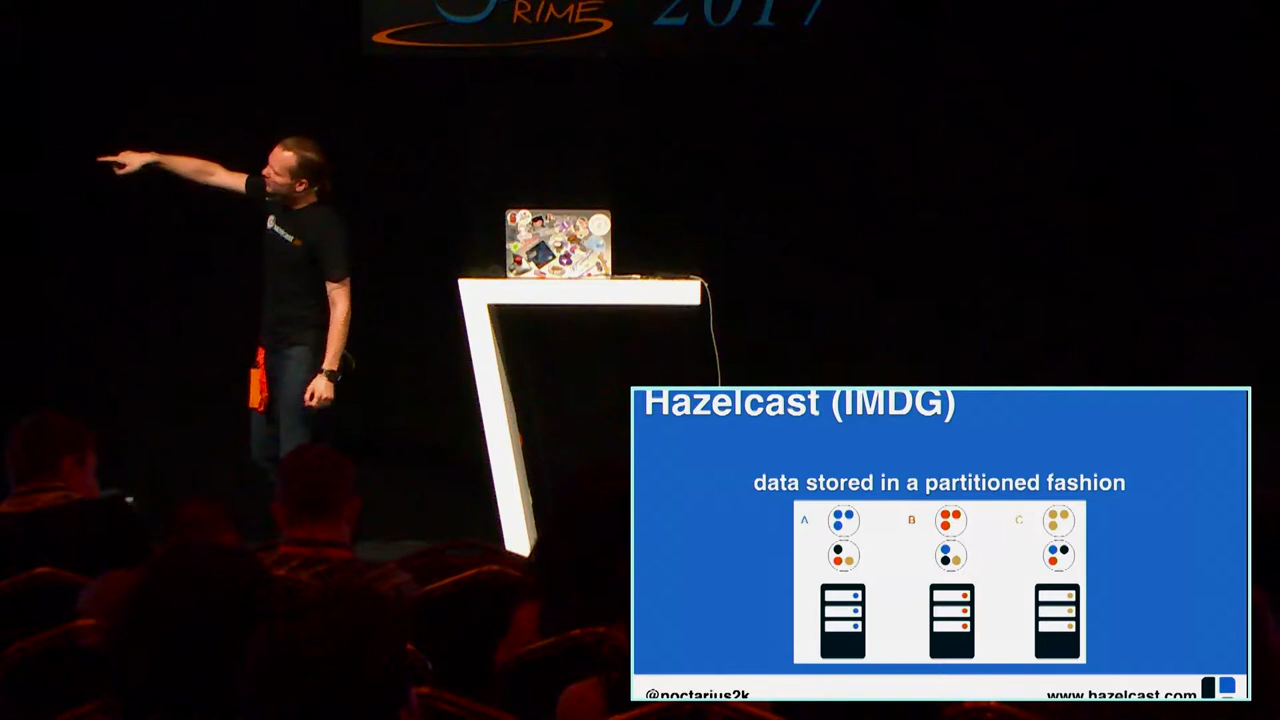 RIME 2017
Hazelcast (IMDG)
data stored in a partitioned fashion
A B C
@noctarius2k www.hazelcast.com